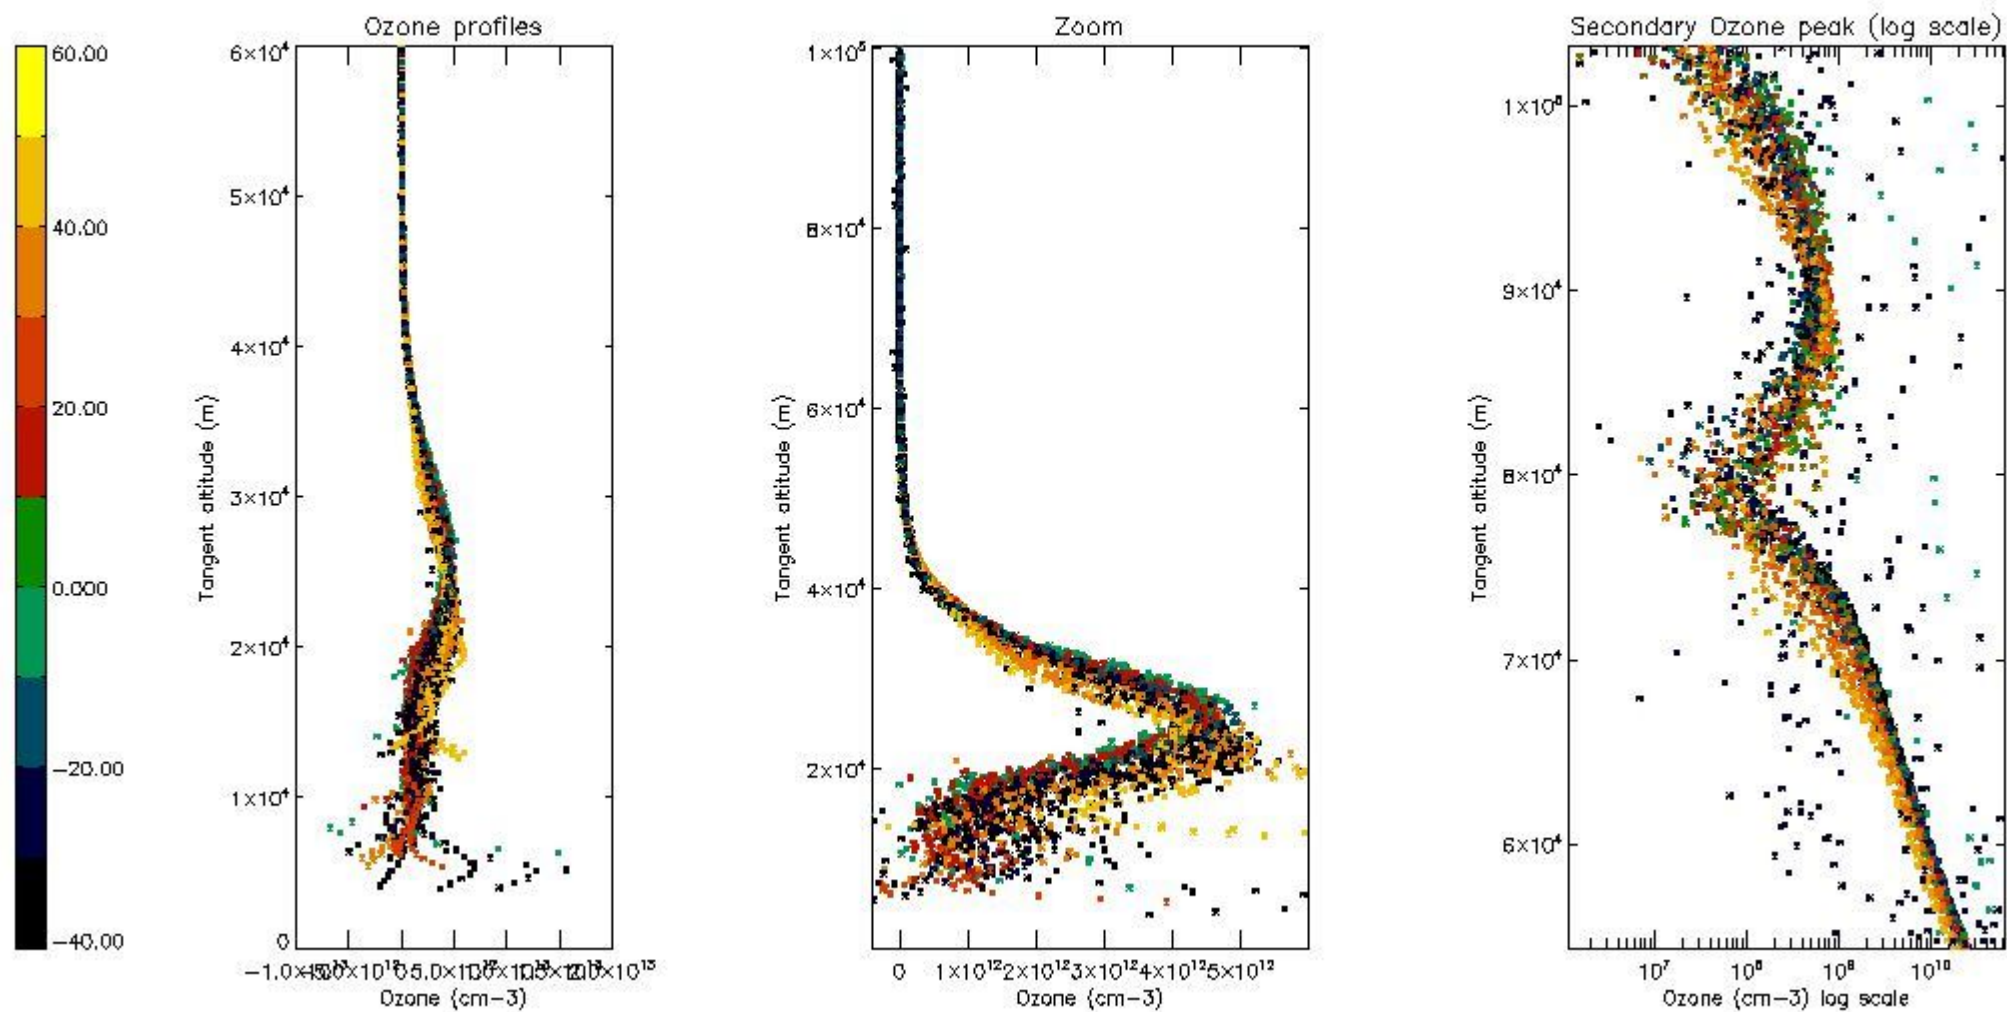 60.00
40.00
20.00
0.000
−20.00
−40.00
Ozone profiles
6×10⁴
5×10⁴
4×10⁴
3×10⁴
2×10⁴
1×10⁴
0
Tangent altitude (m)
Ozone (cm−3)
Zoom
1×10⁵
8×10⁴
6×10⁴
4×10⁴
2×10⁴
Tangent altitude (m)
0 1×10¹² 2×10¹² 3×10¹² 4×10¹² 5×10¹²
Ozone (cm−3)
Secondary Ozone peak (log scale)
1×10⁵
9×10⁴
8×10⁴
7×10⁴
6×10⁴
Tangent altitude (m)
10⁷ 10⁸ 10⁹ 10¹⁰
Ozone (cm−3) log scale